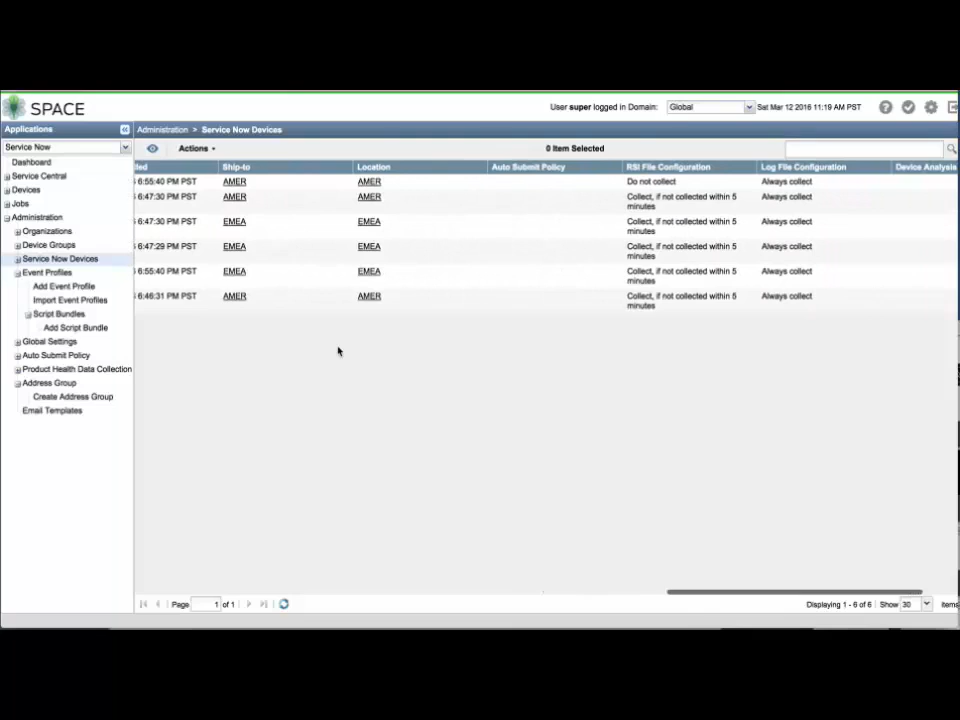 SPACE
User super logged in Domain: Global Sat Mar 12 2016 11:19 AM PST
Applications
Administration > Service Now Devices
Service Now
Actions
0 Item Selected
Dashboard
Service Central
Devices
Jobs
Administration
Organizations
Device Groups
Service Now Devices
Event Profiles
Add Event Profile
Import Event Profiles
Script Bundles
Add Script Bundle
Global Settings
Auto Submit Policy
Product Health Data Collection
Address Group
Create Address Group
Email Templates
Ship-to Location Auto Submit Policy RSI File Configuration Log File Configuration Device Analysis
6:55:40 PM PST AMER AMER Do not collect Always collect
6:47:30 PM PST AMER AMER Collect, if not collected within 5 Always collect
minutes
6:47:30 PM PST EMEA EMEA Collect, if not collected within 5 Always collect
minutes
6:47:29 PM PST EMEA EMEA Collect, if not collected within 5 Always collect
minutes
6:55:40 PM PST EMEA EMEA Collect, if not collected within 5 Always collect
minutes
6:46:31 PM PST AMER AMER Collect, if not collected within 5 Always collect
minutes
Page 1 of 1
Displaying 1 - 6 of 6 Show 30 items